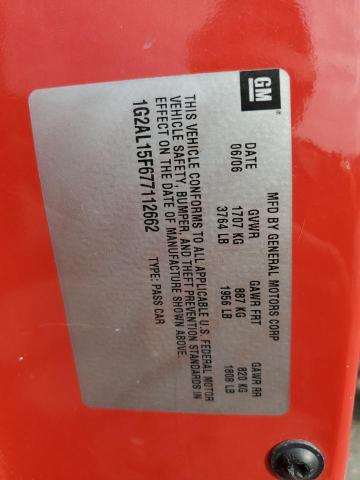 GM
MFD BY GENERAL MOTORS CORP
DATE GVWR GAWR FRT GAWR RR
06/06 1707 KG 887 KG 820 KG
3764 LB 1956 LB 1808 LB
THIS VEHICLE CONFORMS TO ALL APPLICABLE U.S. FEDERAL MOTOR
VEHICLE SAFETY, BUMPER, AND THEFT PREVENTION STANDARDS IN
EFFECT ON THE DATE OF MANUFACTURE SHOWN ABOVE.
1G2AL15F677112662 TYPE: PASS CAR